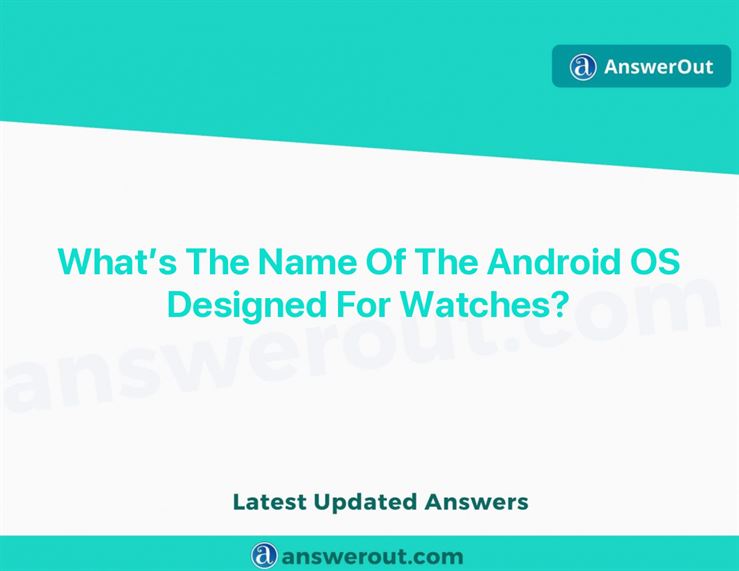 AnswerOut
What's The Name Of The Android OS
Designed For Watches?
answerout.com
Latest Updated Answers
answerout.com